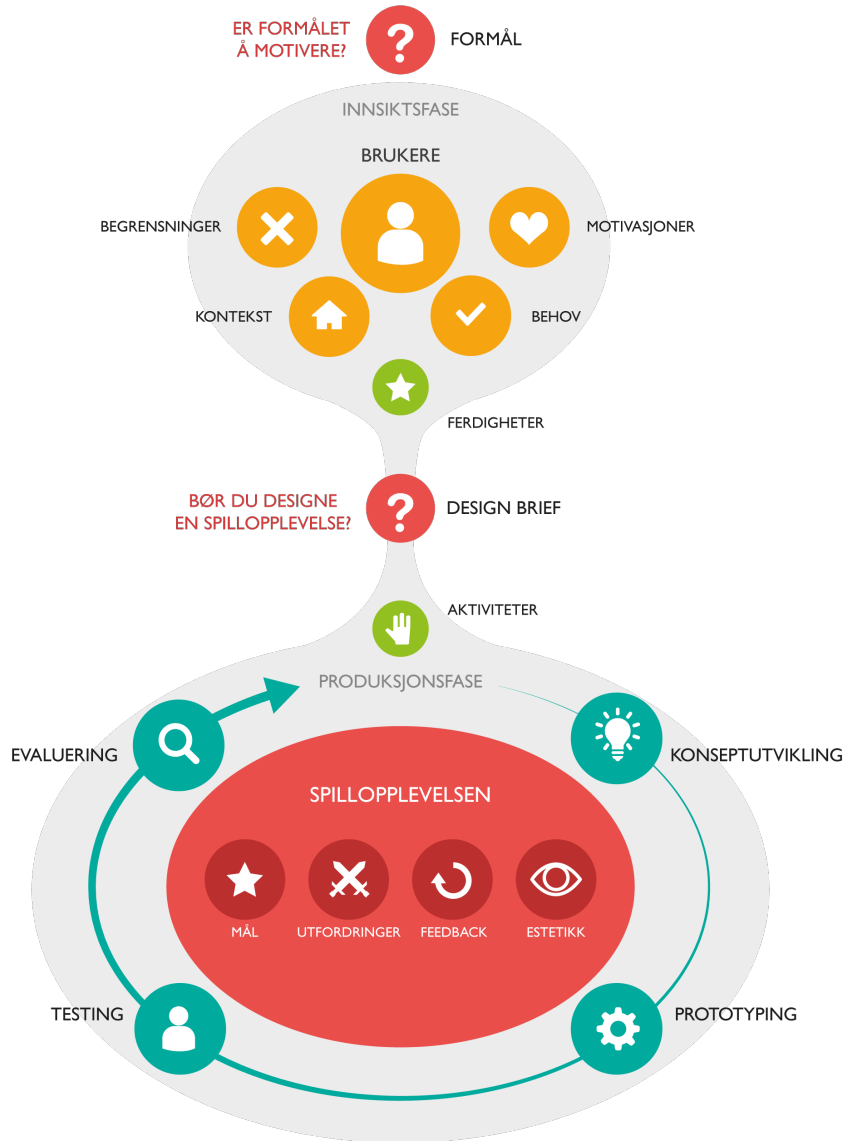 ER FORMÅLET
Å MOTIVERE?
FORMÅL
INNSIKTSFASE
BRUKERE
BEGRENSNINGER
MOTIVASJONER
KONTEKST
BEHOV
FERDIGHETER
BØR DU DESIGNE
EN SPILLOPPLEVELSE?
DESIGN BRIEF
AKTIVITETER
PRODUKSJONSFASE
EVALUERING
KONSEPTUTVIKLING
SPILLOPPLEVELSEN
MÅL
UTFORDRINGER
FEEDBACK
ESTETIKK
TESTING
PROTOTYPING